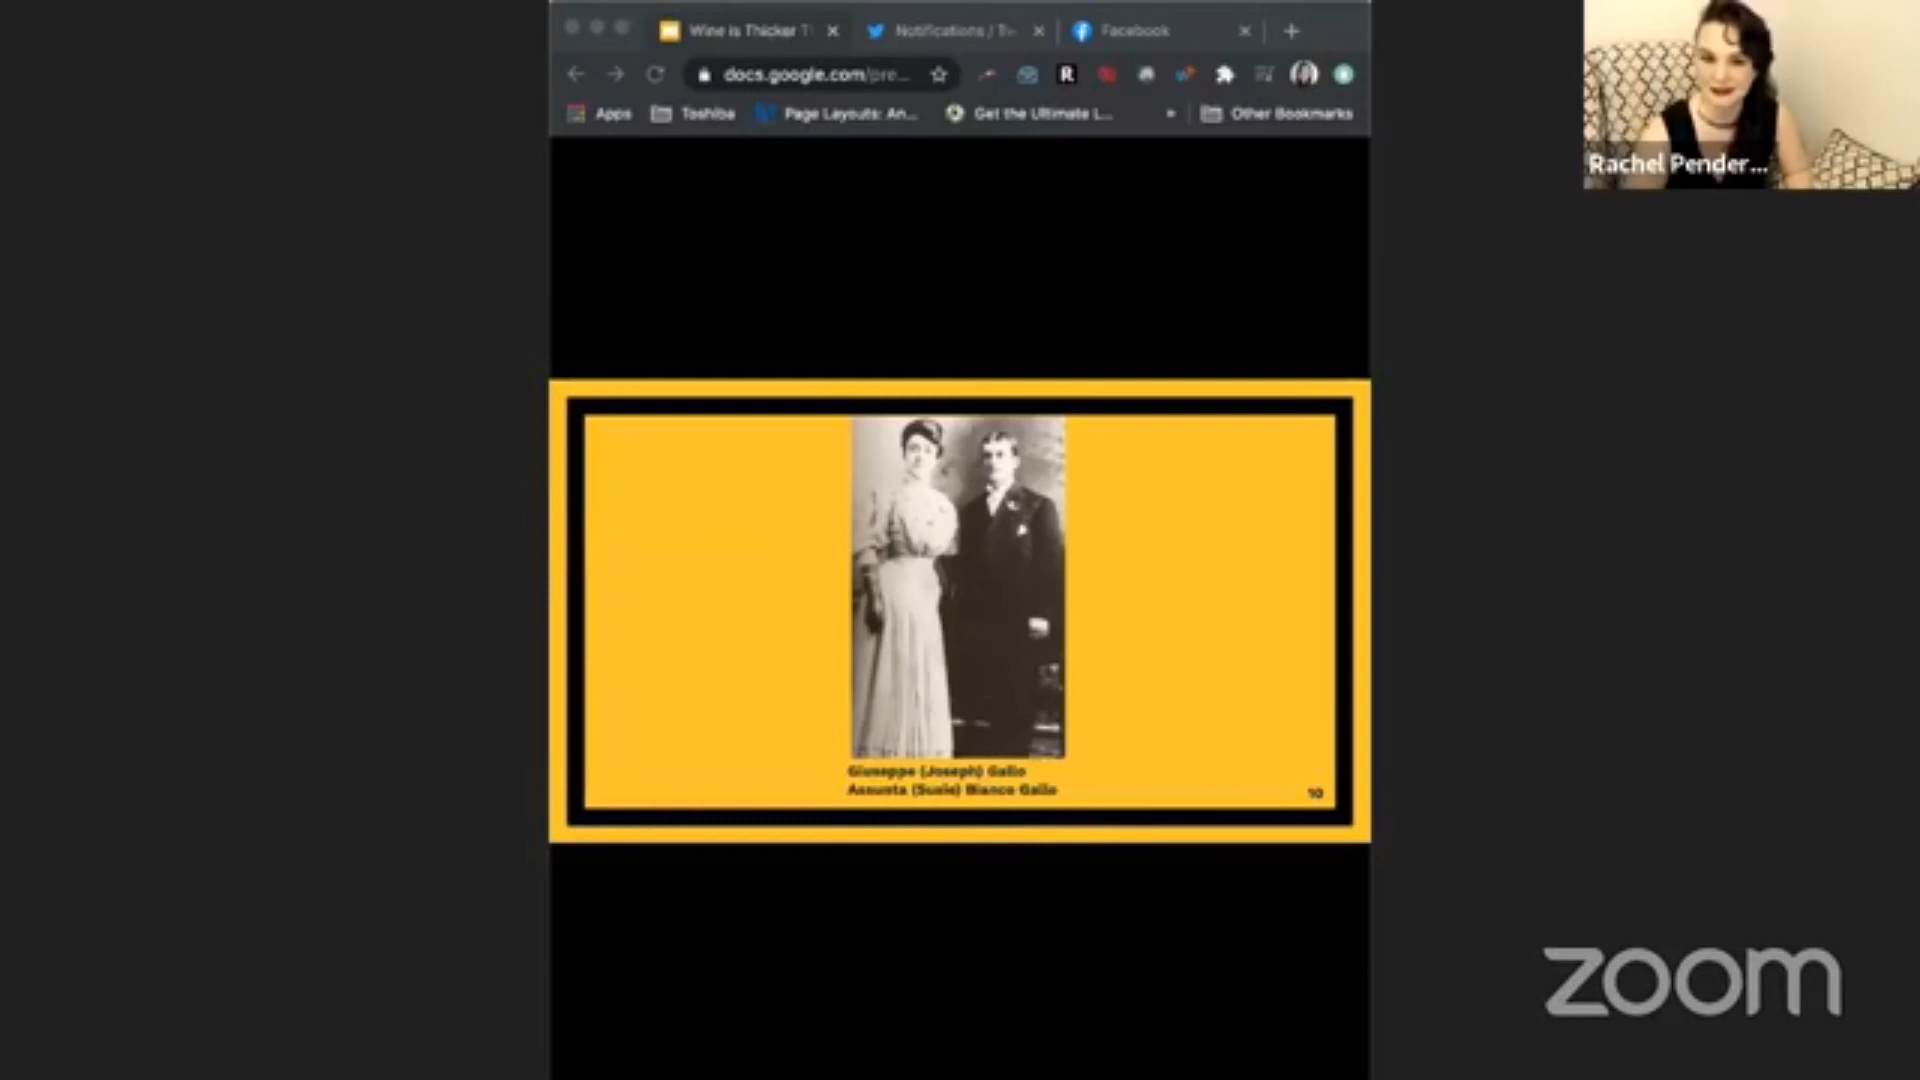 Wine is Thicker T
Notifications / Tw
Facebook
docs.google.com/pre...
R
Apps
Toshiba
Page Layouts: An...
Get the Ultimate L...
»
Other Bookmarks
Rachel Pender...
Giuseppe (Joseph) Gallo
Assunta (Susie) Bianco Gallo
10
zoom